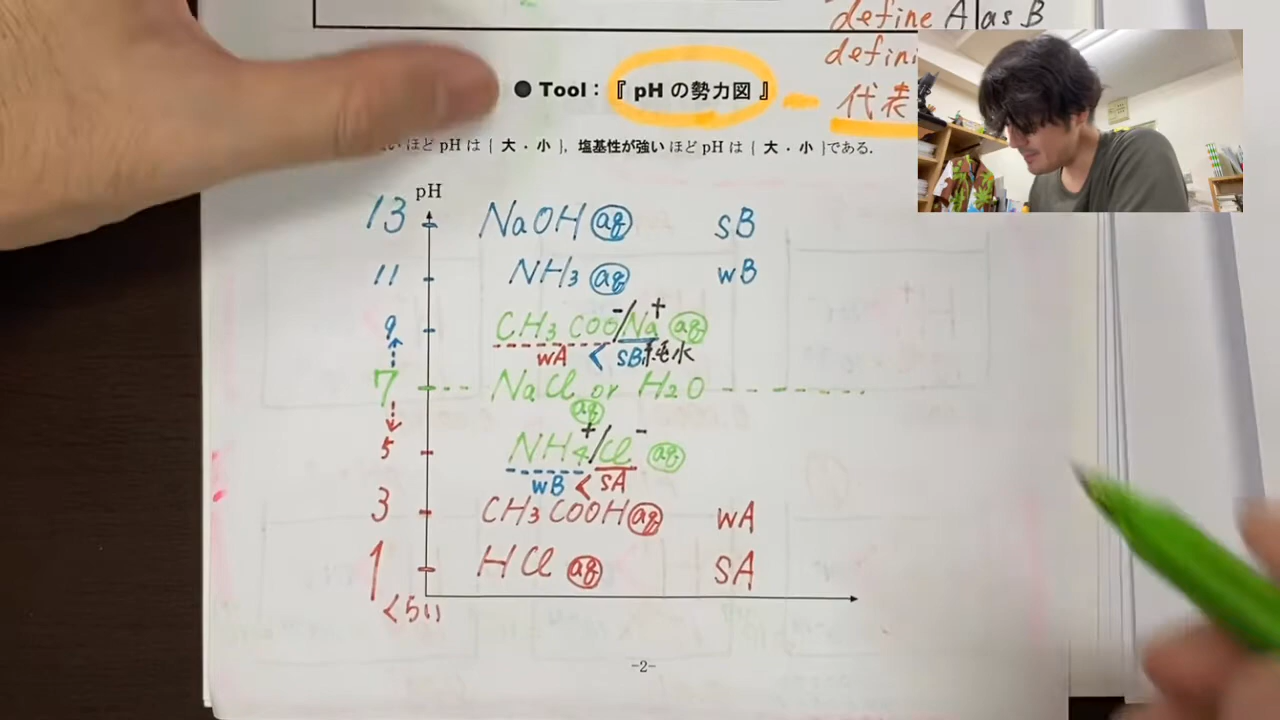 define A as B
defini
● Tool：『 pH の勢力図 』
代表
いほど pH は { 大・小 }, 塩基性が強いほど pH は { 大・小 }である.
pH
13 NaOH aq sB
11 NH₃ aq wB
9 CH₃COO⁻/Na⁺ aq
wA < sB 純水
7 NaCl or H₂O
aq
5 NH₄⁺/Cl⁻ aq
wB < sA
3 CH₃COOH aq wA
1 HCl aq sA
くらい
-2-